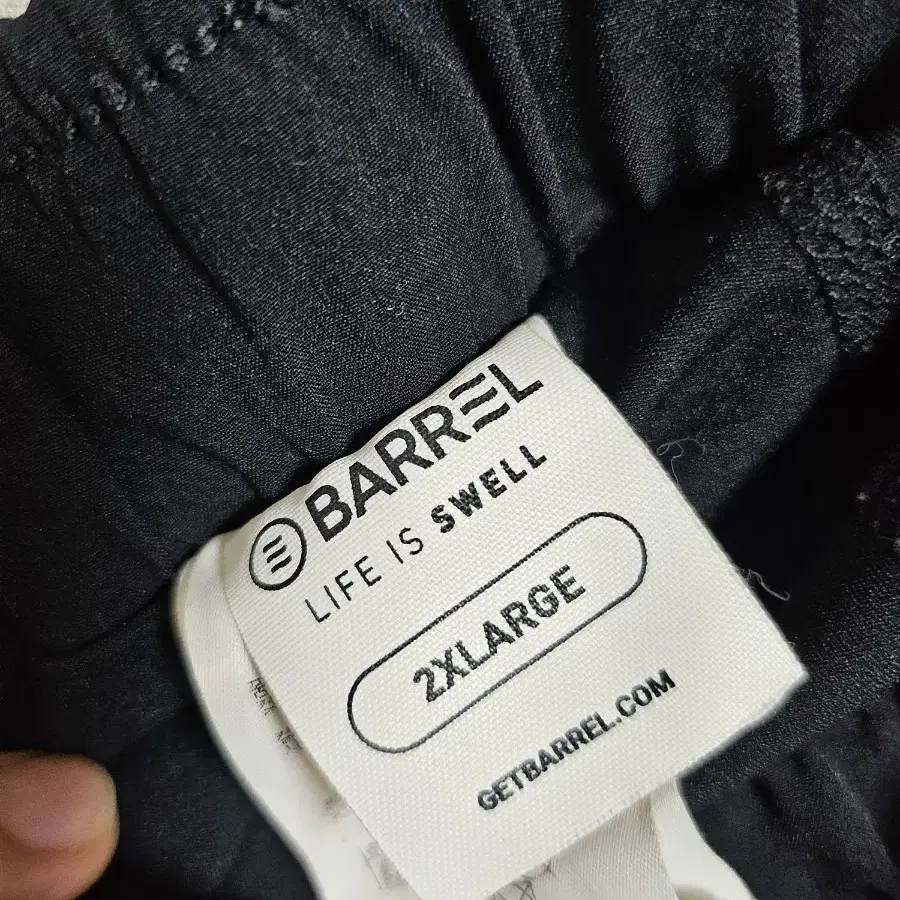 BARREL
LIFE IS SWELL
2XLARGE
GETBARREL.COM